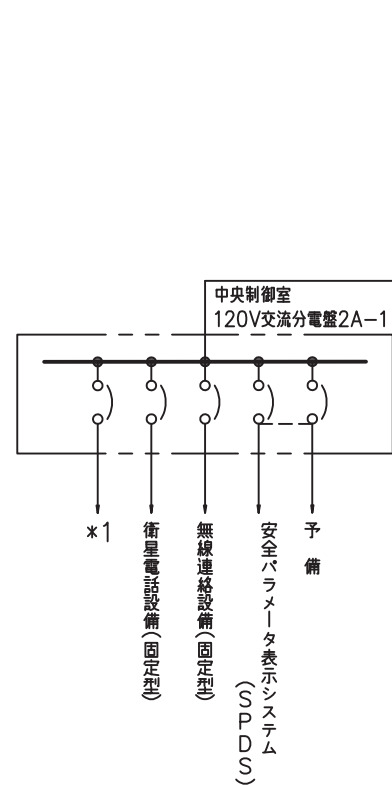 中央制御室
120V交流分電盤2A-1
*1
衛星電話設備(固定型)
無線連絡設備(固定型)
安全パラメータ表示システム
(SPDS)
予備